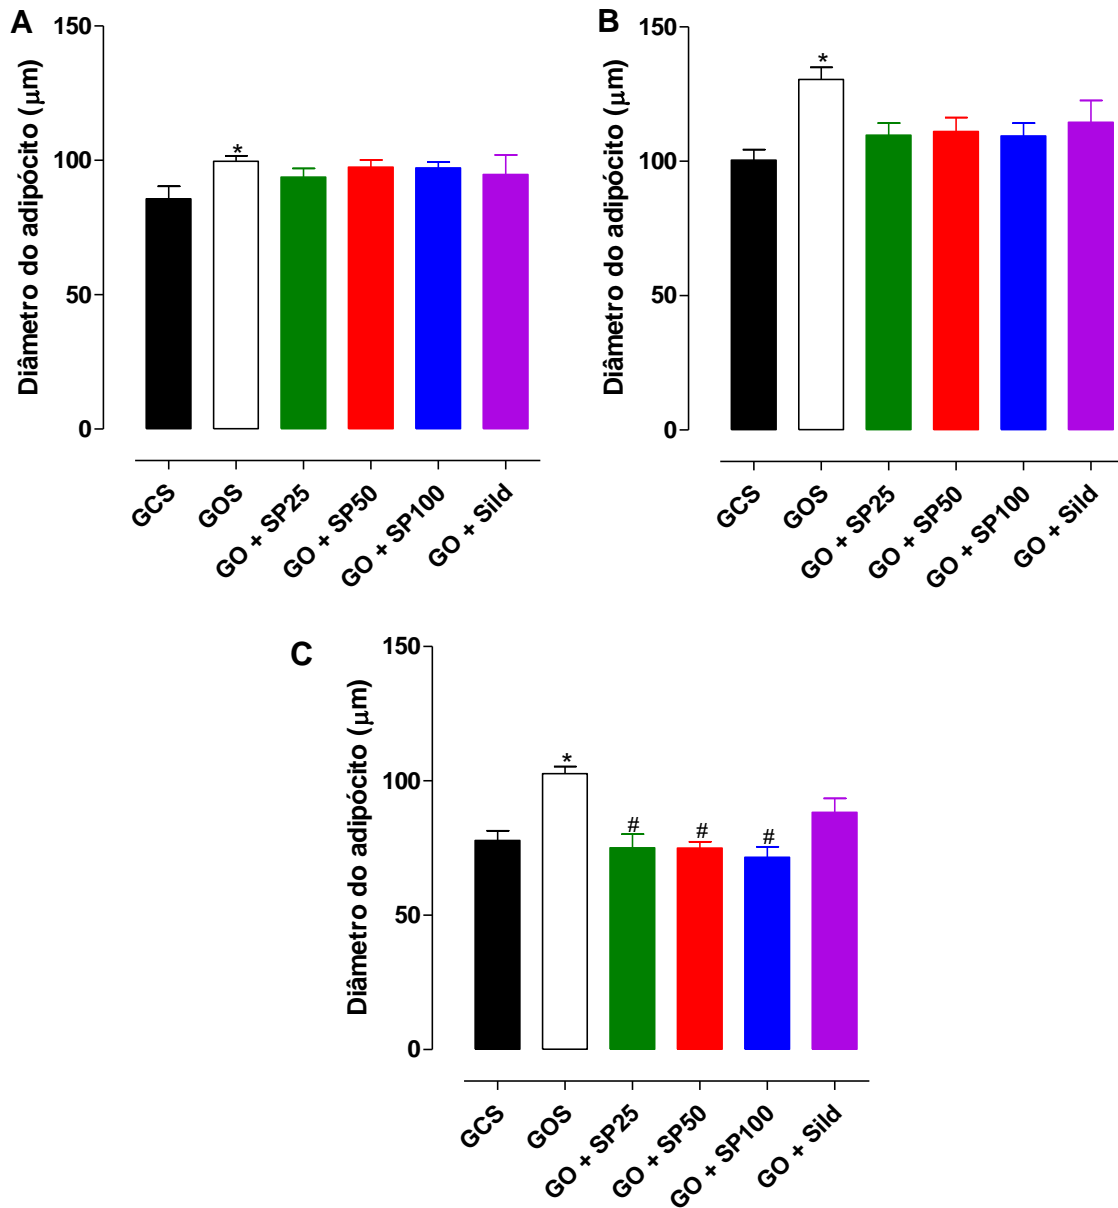 A
Diâmetro do adipócito (μm)
150
100
50
0
*
GCS
GOS
GO + SP25
GO + SP50
GO + SP100
GO + Sild
B
Diâmetro do adipócito (μm)
150
100
50
0
*
GCS
GOS
GO + SP25
GO + SP50
GO + SP100
GO + Sild
C
Diâmetro do adipócito (μm)
150
100
50
0
*
#
#
#
GCS
GOS
GO + SP25
GO + SP50
GO + SP100
GO + Sild